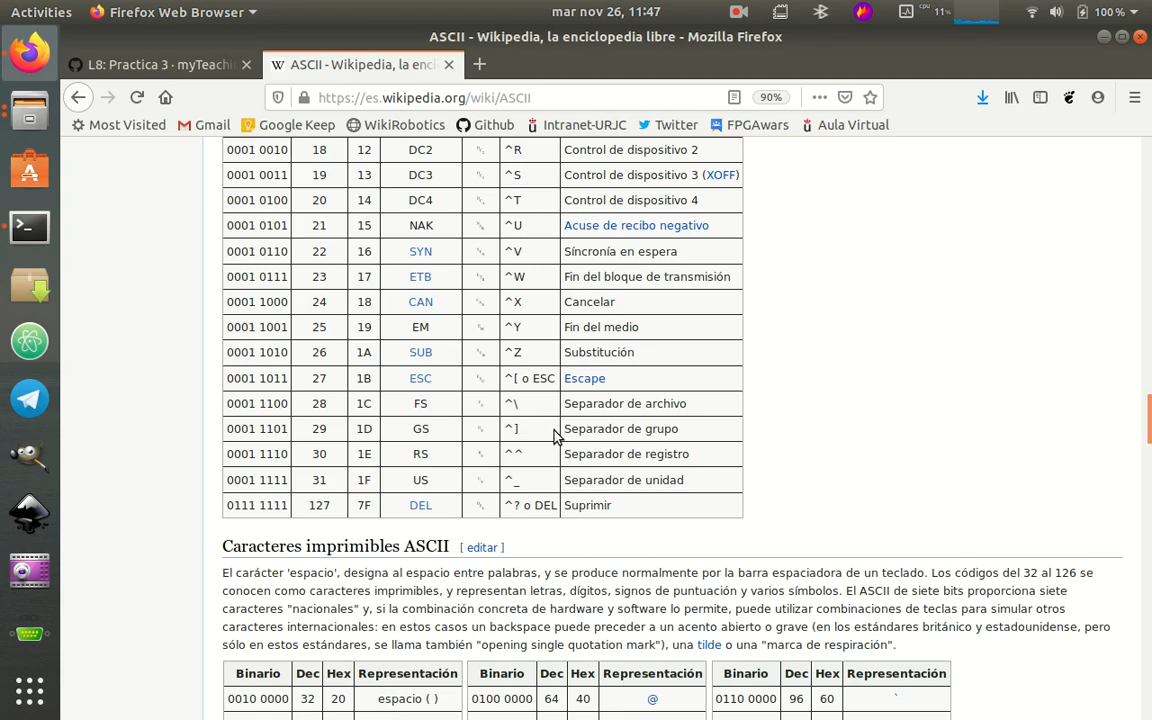 Activities Firefox Web Browser mar nov 26, 11:47 cpu 11% 100 %
ASCII - Wikipedia, la enciclopedia libre - Mozilla Firefox
L8: Practica 3 · myTeachi ASCII - Wikipedia, la enci
https://es.wikipedia.org/wiki/ASCII 90%
Most Visited Gmail Google Keep WikiRobotics Github Intranet-URJC Twitter FPGAwars Aula Virtual
0001 0010 18 12 DC2 ^R Control de dispositivo 2
0001 0011 19 13 DC3 ^S Control de dispositivo 3 (XOFF)
0001 0100 20 14 DC4 ^T Control de dispositivo 4
0001 0101 21 15 NAK ^U Acuse de recibo negativo
0001 0110 22 16 SYN ^V Síncronía en espera
0001 0111 23 17 ETB ^W Fin del bloque de transmisión
0001 1000 24 18 CAN ^X Cancelar
0001 1001 25 19 EM ^Y Fin del medio
0001 1010 26 1A SUB ^Z Substitución
0001 1011 27 1B ESC ^[ o ESC Escape
0001 1100 28 1C FS ^\ Separador de archivo
0001 1101 29 1D GS ^] Separador de grupo
0001 1110 30 1E RS ^^ Separador de registro
0001 1111 31 1F US ^_ Separador de unidad
0111 1111 127 7F DEL ^? o DEL Suprimir
Caracteres imprimibles ASCII [ editar ]
El carácter 'espacio', designa al espacio entre palabras, y se produce normalmente por la barra espaciadora de un teclado. Los códigos del 32 al 126 se
conocen como caracteres imprimibles, y representan letras, dígitos, signos de puntuación y varios símbolos. El ASCII de siete bits proporciona siete
caracteres "nacionales" y, si la combinación concreta de hardware y software lo permite, puede utilizar combinaciones de teclas para simular otros
caracteres internacionales: en estos casos un backspace puede preceder a un acento abierto o grave (en los estándares británico y estadounidense, pero
sólo en estos estándares, se llama también "opening single quotation mark"), una tilde o una "marca de respiración".
Binario Dec Hex Representación Binario Dec Hex Representación Binario Dec Hex Representación
0010 0000 32 20 espacio ( ) 0100 0000 64 40 @ 0110 0000 96 60 `